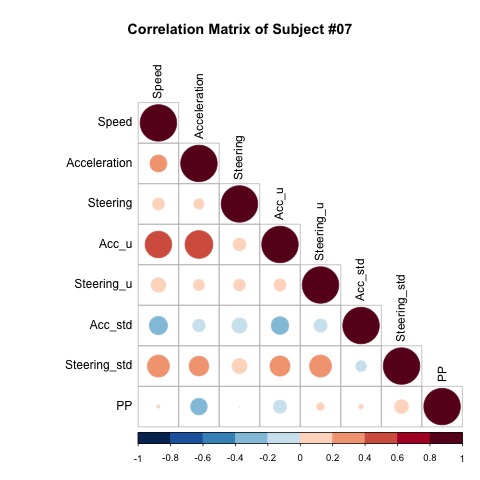 Correlation Matrix of Subject #07
Speed
Acceleration
Steering
Acc_u
Steering_u
Acc_std
Steering_std
PP
Speed
Acceleration
Steering
Acc_u
Steering_u
Acc_std
Steering_std
PP
-1 -0.8 -0.6 -0.4 -0.2 0 0.2 0.4 0.6 0.8 1